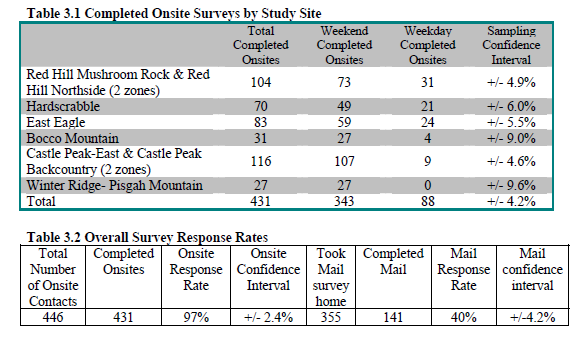 Table 3.1 Completed Onsite Surveys by Study Site
Total Completed Onsites Weekend Completed Onsites Weekday Completed Onsites Sampling Confidence Interval
Red Hill Mushroom Rock & Red Hill Northside (2 zones) 104 73 31 +/- 4.9%
Hardscrabble 70 49 21 +/- 6.0%
East Eagle 83 59 24 +/- 5.5%
Bocco Mountain 31 27 4 +/- 9.0%
Castle Peak-East & Castle Peak Backcountry (2 zones) 116 107 9 +/- 4.6%
Winter Ridge- Pisgah Mountain 27 27 0 +/- 9.6%
Total 431 343 88 +/- 4.2%
Table 3.2 Overall Survey Response Rates
Total Number of Onsite Contacts Completed Onsites Onsite Response Rate Onsite Confidence Interval Took Mail survey home Completed Mail Mail Response Rate Mail confidence interval
446 431 97% +/- 2.4% 355 141 40% +/-4.2%